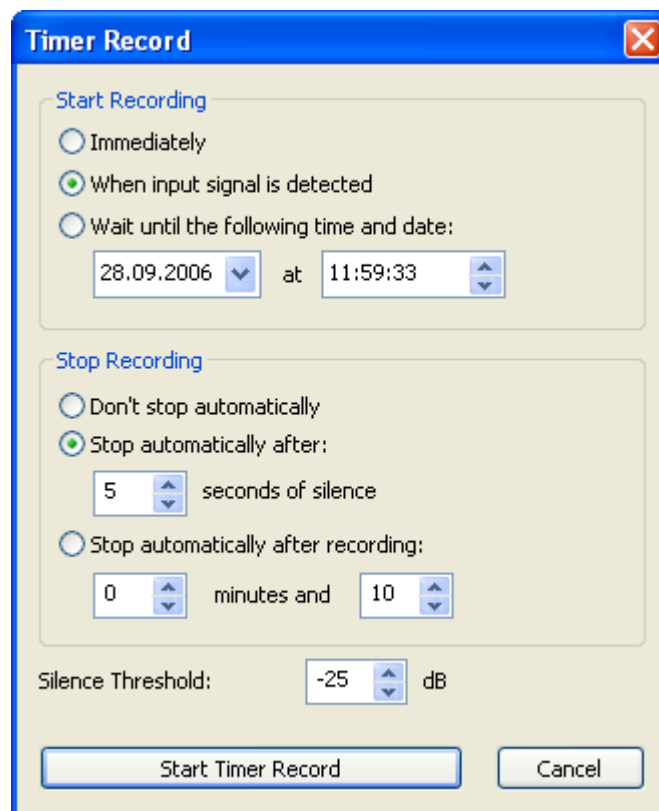 Timer Record
Start Recording
Immediately
When input signal is detected
Wait until the following time and date:
28.09.2006 at 11:59:33
Stop Recording
Don't stop automatically
Stop automatically after:
5 seconds of silence
Stop automatically after recording:
0 minutes and 10
Silence Threshold: -25 dB
Start Timer Record Cancel